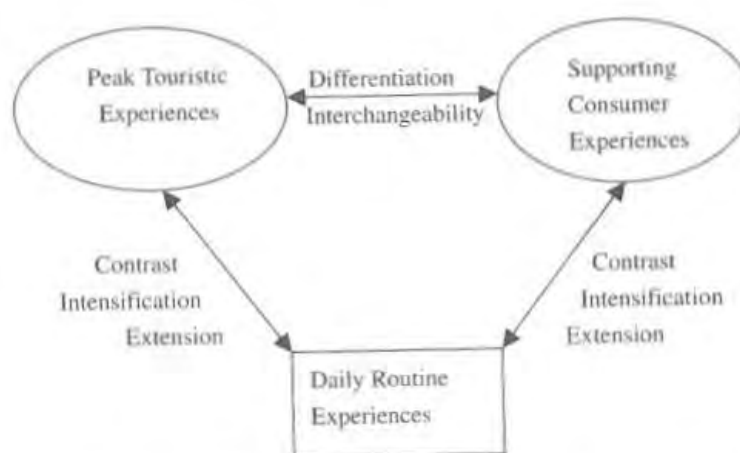 Peak Touristic
Experiences
Differentiation
Interchangeability
Supporting
Consumer
Experiences
Contrast
Intensification
Extension
Contrast
Intensification
Extension
Daily Routine
Experiences